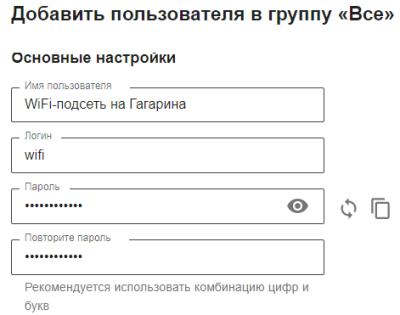 Добавить пользователя в группу «Все»
Основные настройки
Имя пользователя
WiFi-подсеть на Гагарина
Логин
wifi
Пароль
••••••••••••
Повторите пароль
••••••••••••
Рекомендуется использовать комбинацию цифр и
букв